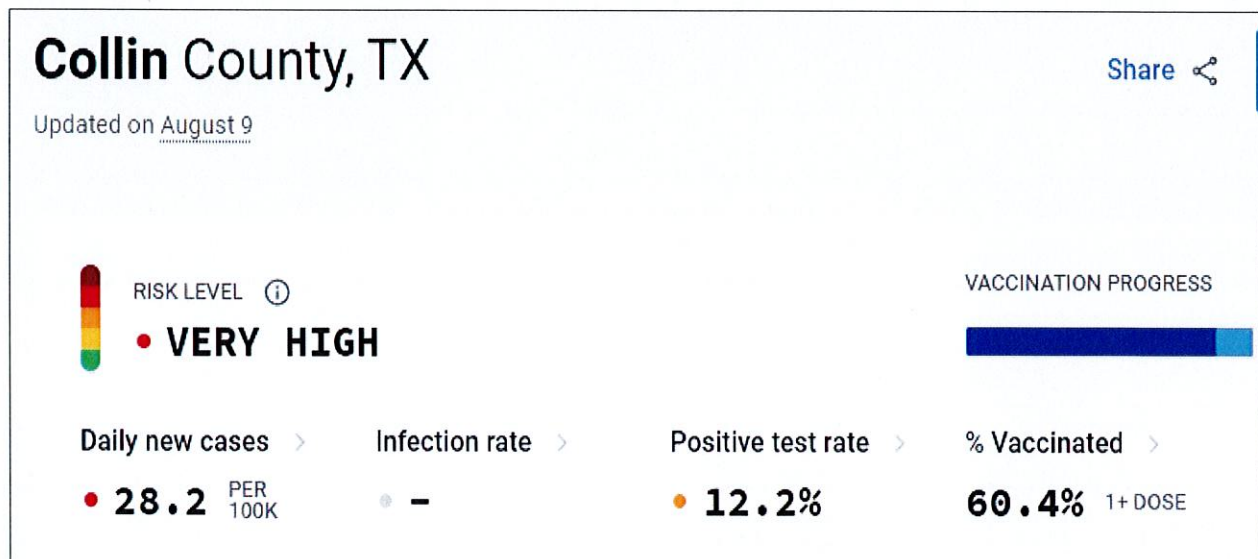 Collin County, TX
Share
Updated on August 9
RISK LEVEL
VERY HIGH
VACCINATION PROGRESS
Daily new cases
Infection rate
Positive test rate
% Vaccinated
28.2 PER 100K
–
12.2%
60.4% 1+ DOSE